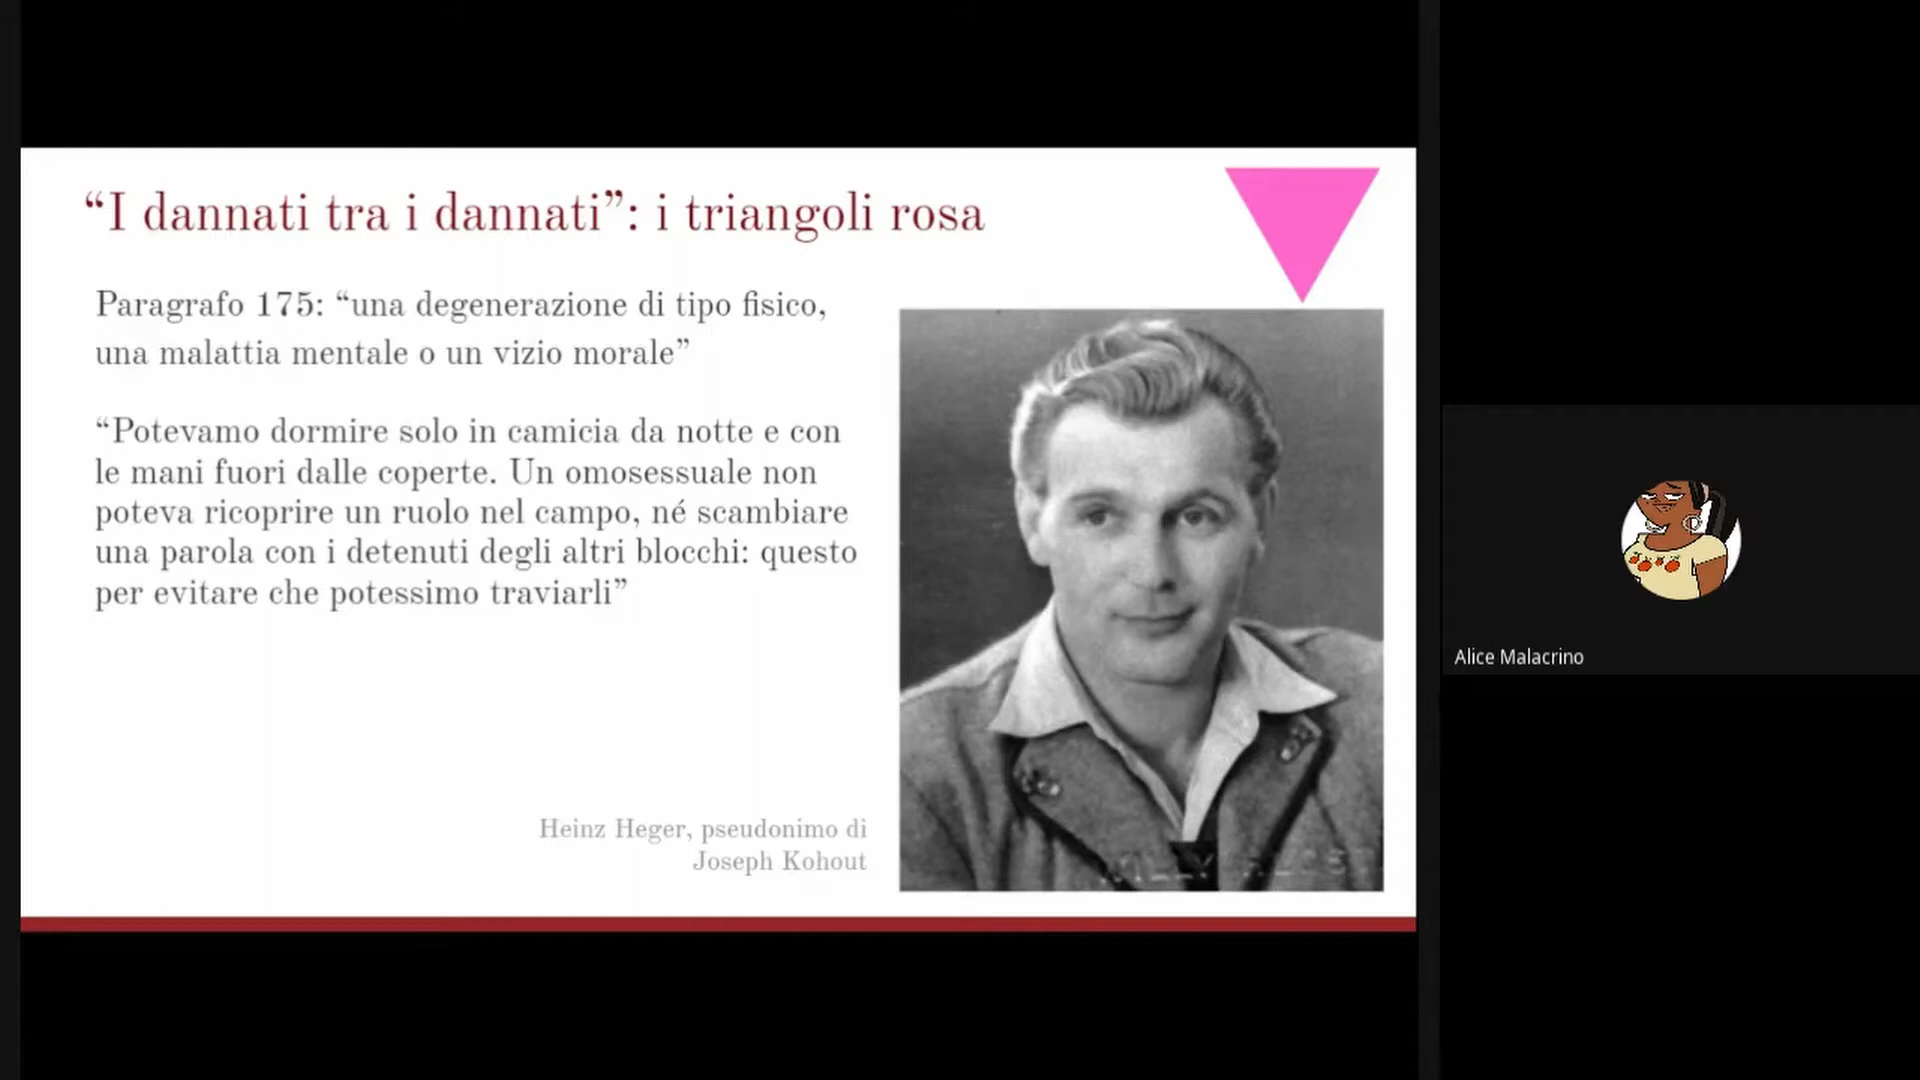 “I dannati tra i dannati”: i triangoli rosa
Paragrafo 175: “una degenerazione di tipo fisico,
una malattia mentale o un vizio morale”
“Potevamo dormire solo in camicia da notte e con
le mani fuori dalle coperte. Un omosessuale non
poteva ricoprire un ruolo nel campo, né scambiare
una parola con i detenuti degli altri blocchi: questo
per evitare che potessimo traviarli”
Heinz Heger, pseudonimo di
Joseph Kohout
Alice Malacrino